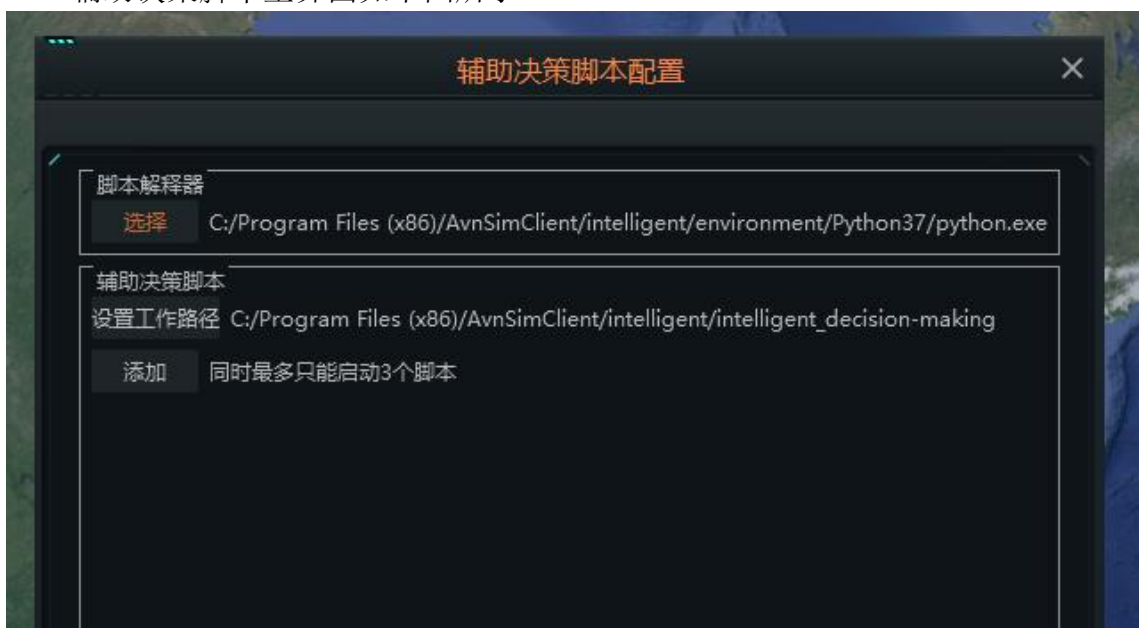 辅助决策脚本配置
脚本解释器
选择 C:/Program Files (x86)/AvnSimClient/intelligent/environment/Python37/python.exe
辅助决策脚本
设置工作路径 C:/Program Files (x86)/AvnSimClient/intelligent/intelligent_decision-making
添加 同时最多只能启动3个脚本